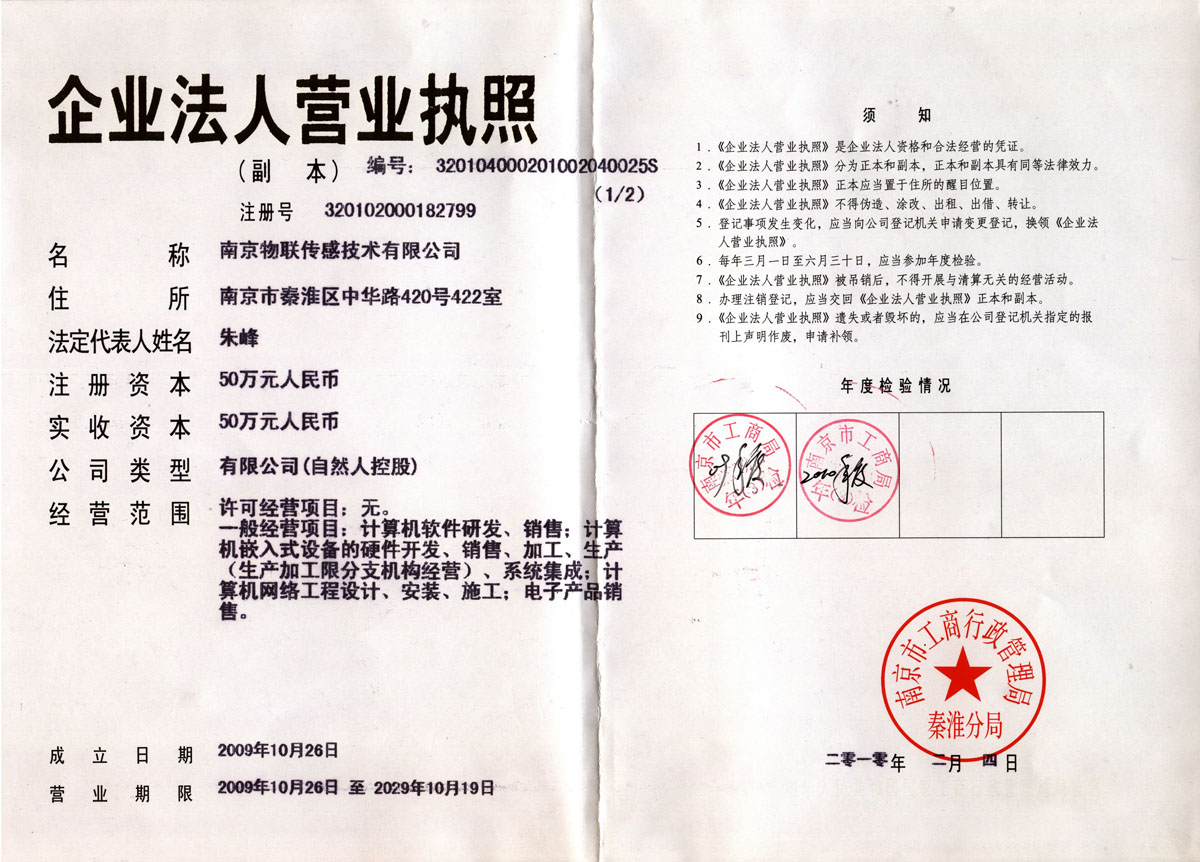 企业法人营业执照
（副 本） 编号： 320104000201002040025S
（1/2）
注册号 320102000182799
名 称 南京物联传感技术有限公司
住 所 南京市秦淮区中华路420号422室
法定代表人姓名 朱峰
注 册 资 本 50万元人民币
实 收 资 本 50万元人民币
公 司 类 型 有限公司(自然人控股)
经 营 范 围 许可经营项目：无。
一般经营项目：计算机软件研发、销售；计算
机嵌入式设备的硬件开发、销售、加工、生产
（生产加工限分支机构经营）、系统集成；计
算机网络工程设计、安装、施工；电子产品销
售。
成 立 日 期 2009年10月26日
营 业 期 限 2009年10月26日 至 2029年10月19日
须 知
1．《企业法人营业执照》是企业法人资格和合法经营的凭证。
2．《企业法人营业执照》分为正本和副本，正本和副本具有同等法律效力。
3．《企业法人营业执照》正本应当置于住所的醒目位置。
4．《企业法人营业执照》不得伪造、涂改、出租、出借、转让。
5．登记事项发生变化，应当向公司登记机关申请变更登记，换领《企业法
人营业执照》。
6．每年三月一日至六月三十日，应当参加年度检验。
7．《企业法人营业执照》被吊销后，不得开展与清算无关的经营活动。
8．办理注销登记，应当交回《企业法人营业执照》正本和副本。
9．《企业法人营业执照》遗失或者毁坏的，应当在公司登记机关指定的报
刊上声明作废，申请补领。
年度检验情况
南京市工商局
年检
南京市工商局
年检
2010年度
南京市工商行政管理局
秦淮分局
二零一零年 二月 四日